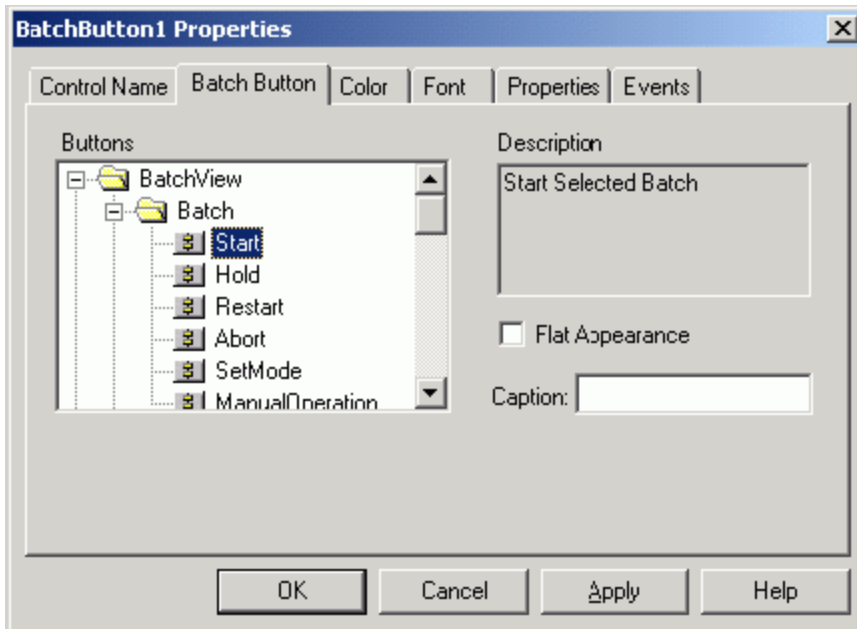 BatchButton1 Properties
Control Name Batch Button Color Font Properties Events
Buttons
BatchView
Batch
Start
Hold
Restart
Abort
SetMode
ManualOperation
Description
Start Selected Batch
Flat Appearance
Caption:
OK Cancel Apply Help